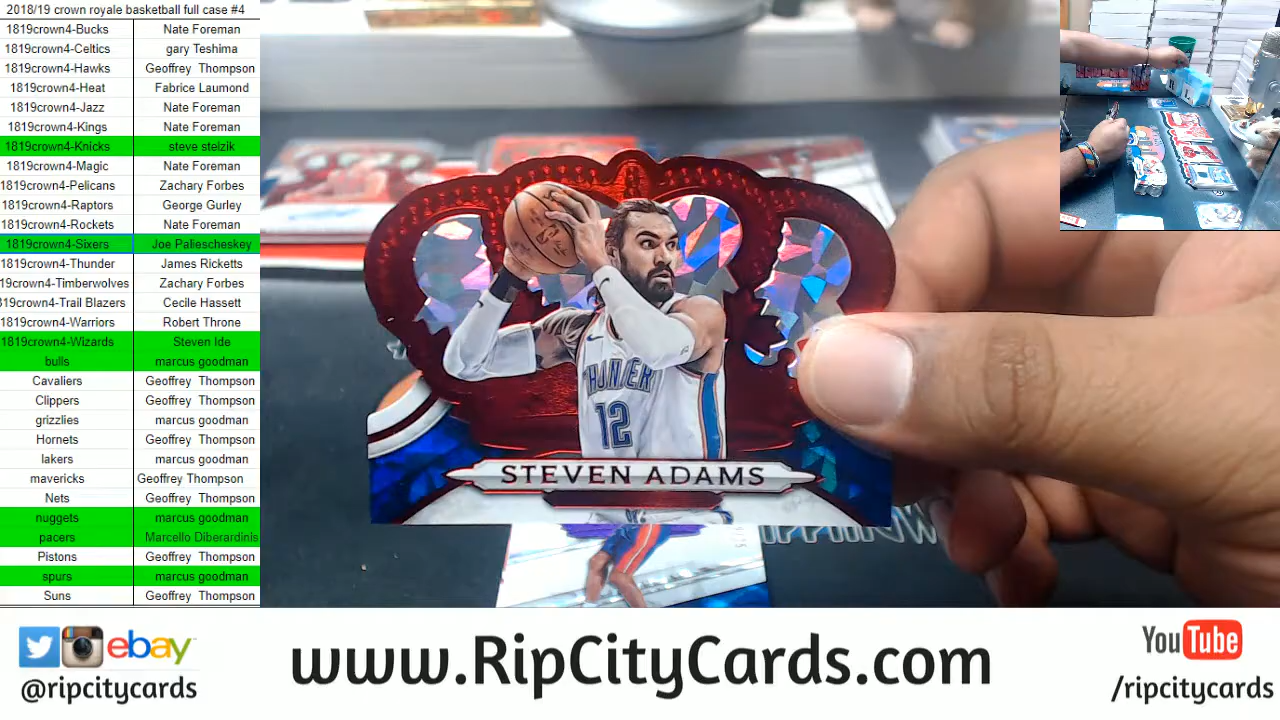 2018/19 crown royale basketball full case #4
1819crown4-Bucks Nate Foreman
1819crown4-Celtics gary Teshima
1819crown4-Hawks Geoffrey Thompson
1819crown4-Heat Fabrice Laumond
1819crown4-Jazz Nate Foreman
1819crown4-Kings Nate Foreman
1819crown4-Knicks steve stelzik
1819crown4-Magic Nate Foreman
1819crown4-Pelicans Zachary Forbes
1819crown4-Raptors George Gurley
1819crown4-Rockets Nate Foreman
1819crown4-Sixers Joe Paliescheskey
1819crown4-Thunder James Ricketts
19crown4-Timberwolves Zachary Forbes
819crown4-Trail Blazers Cecile Hassett
1819crown4-Warriors Robert Throne
1819crown4-Wizards Steven Ide
bulls marcus goodman
Cavaliers Geoffrey Thompson
Clippers Geoffrey Thompson
grizzlies marcus goodman
Hornets Geoffrey Thompson
lakers marcus goodman
mavericks Geoffrey Thompson
Nets Geoffrey Thompson
nuggets marcus goodman
pacers Marcello Diberardinis
Pistons Geoffrey Thompson
spurs marcus goodman
Suns Geoffrey Thompson
THUNDER
12
STEVEN ADAMS
ebay
@ripcitycards
www.RipCityCards.com
YouTube
/ripcitycards